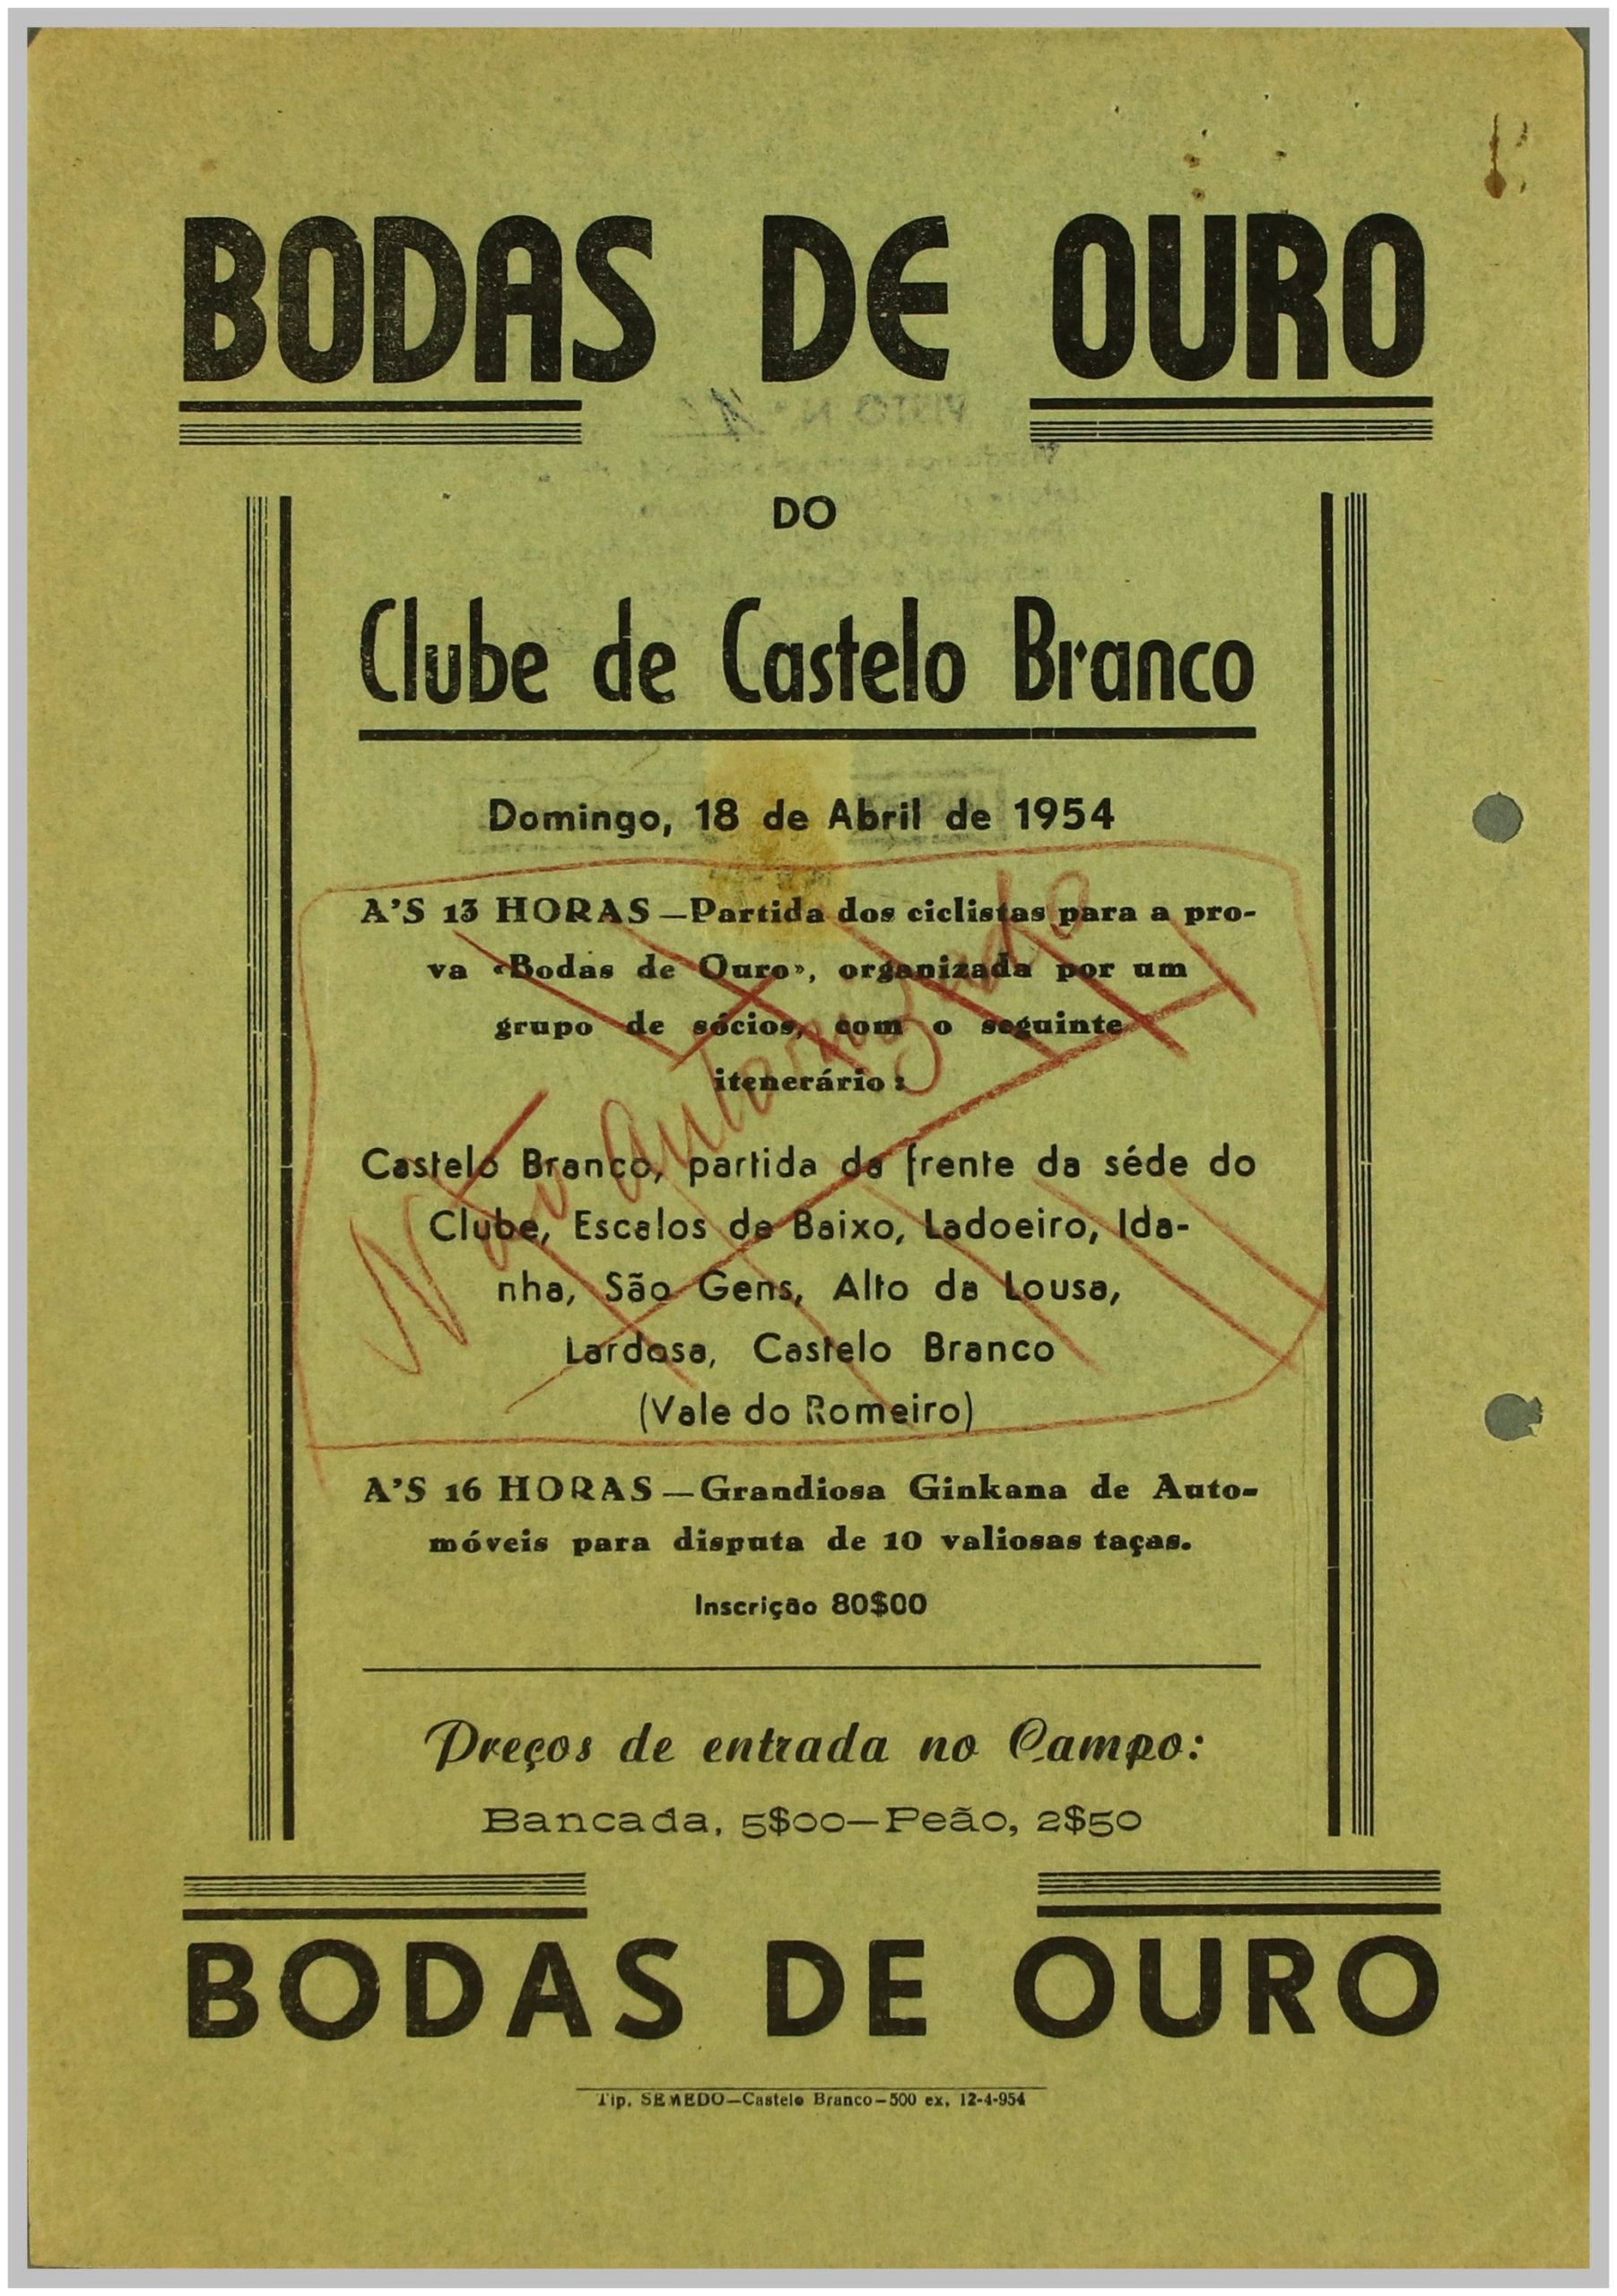 BODAS DE OURO
VISTO N.º
DO
Clube de Castelo Branco
Domingo, 18 de Abril de 1954
A'S 13 HORAS—Partida dos ciclistas para a pro-
va «Bodas de Ouro», organizada por um
grupo de sócios, com o seguinte
itenerário:
Não autorizado
Castelo Branco, partida da frente da séde do
Clube, Escalos de Baixo, Ladoeiro, Ida-
nha, São Gens, Alto da Lousa,
Lardosa, Castelo Branco
(Vale do Romeiro)
A'S 16 HORAS—Grandiosa Ginkana de Auto-
móveis para disputa de 10 valiosas taças.
Inscrição 80$00
Preços de entrada no Campo:
Bancada, 5$00—Peão, 2$50
BODAS DE OURO
Tip. SEMEDO—Castelo Branco—500 ex. 12-4-954